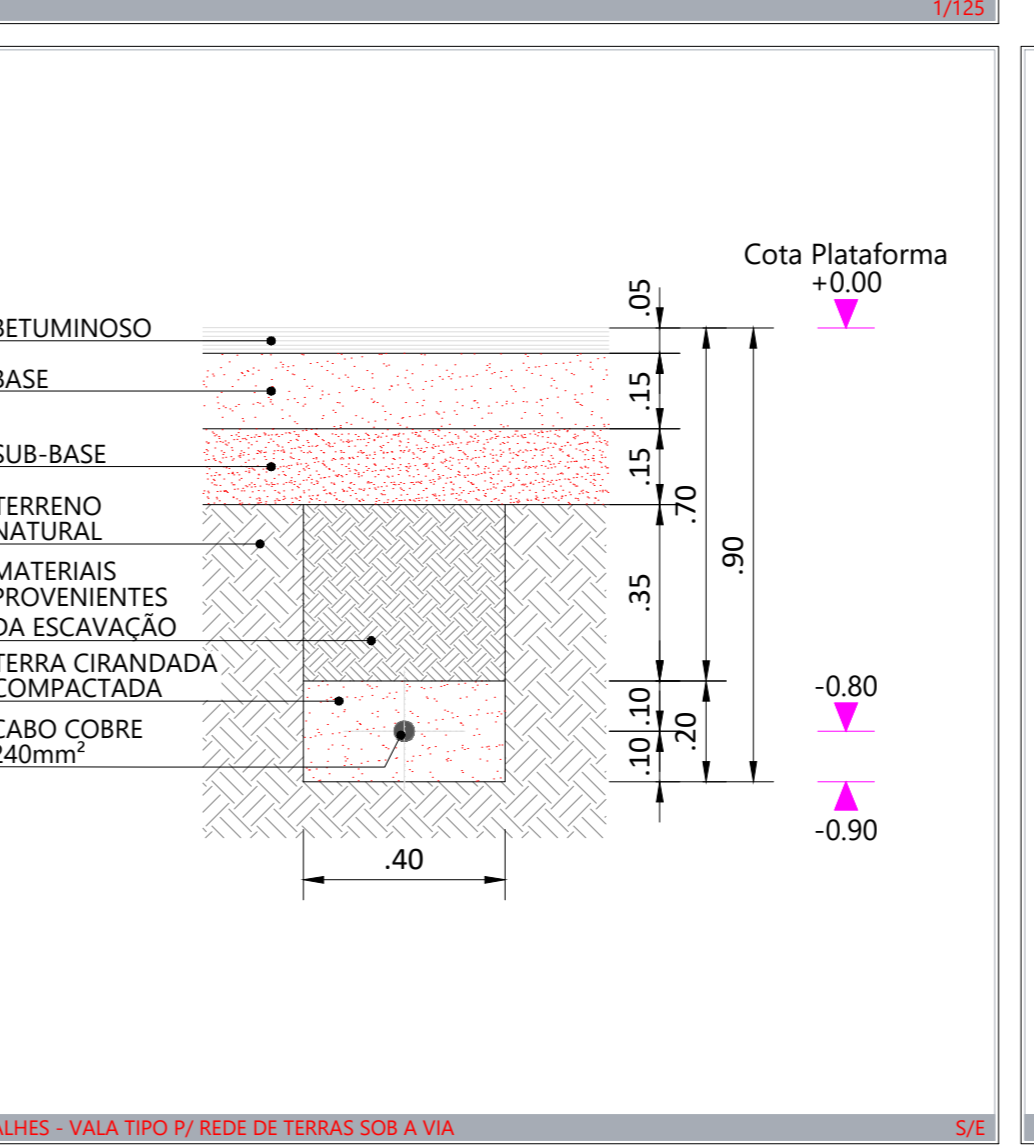 1/125
Cota Plataforma
+0.00
.05
BETUMINOSO
BASE
.15
SUB-BASE
.15
TERRENO
NATURAL
.70
.90
MATERIAIS
PROVENIENTES
DA ESCAVAÇÃO
.35
TERRA CIRANDADA
COMPACTADA
-0.80
.10
CABO COBRE
240mm²
.20
.10
-0.90
.40
ALHES - VALA TIPO P/ REDE DE TERRAS SOB A VIA
S/E